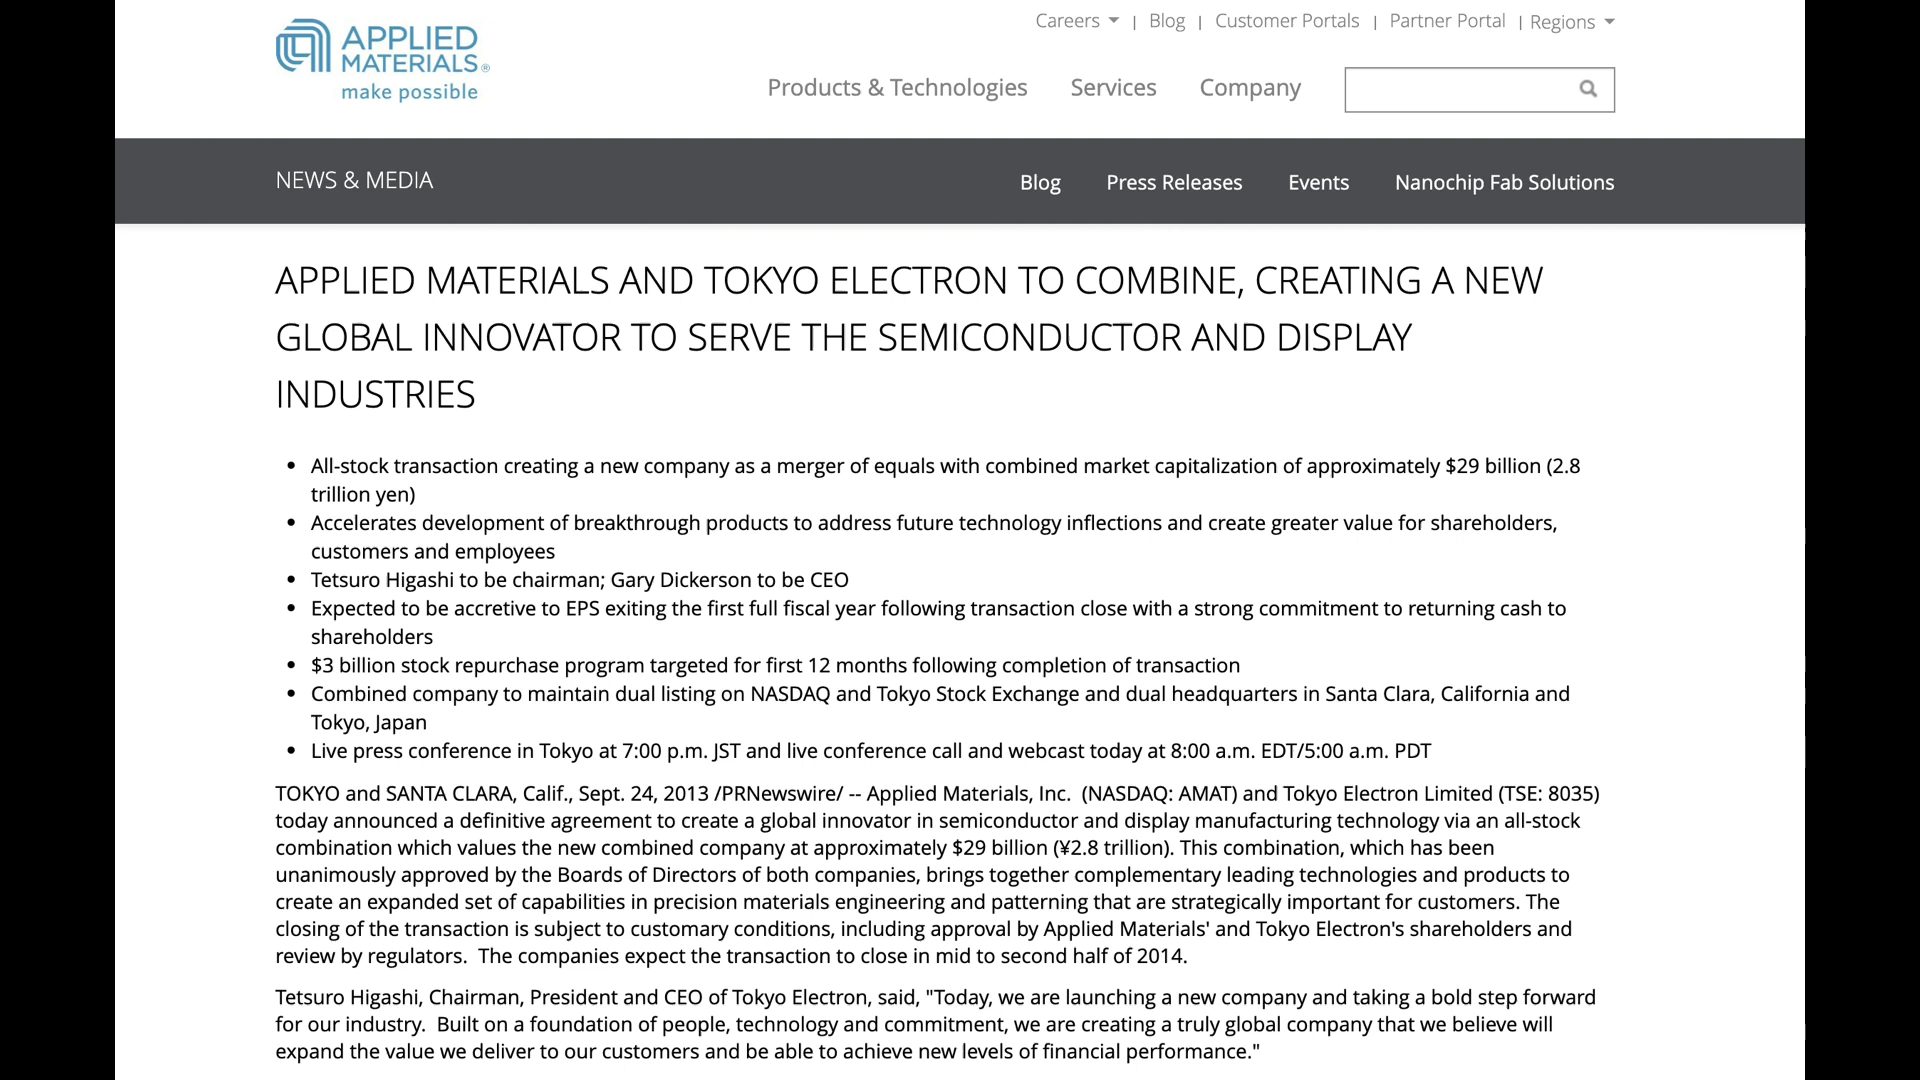 Careers | Blog | Customer Portals | Partner Portal | Regions
APPLIED
MATERIALS®
make possible
Products & Technologies Services Company
NEWS & MEDIA
Blog Press Releases Events Nanochip Fab Solutions
APPLIED MATERIALS AND TOKYO ELECTRON TO COMBINE, CREATING A NEW
GLOBAL INNOVATOR TO SERVE THE SEMICONDUCTOR AND DISPLAY
INDUSTRIES
• All-stock transaction creating a new company as a merger of equals with combined market capitalization of approximately $29 billion (2.8
trillion yen)
• Accelerates development of breakthrough products to address future technology inflections and create greater value for shareholders,
customers and employees
• Tetsuro Higashi to be chairman; Gary Dickerson to be CEO
• Expected to be accretive to EPS exiting the first full fiscal year following transaction close with a strong commitment to returning cash to
shareholders
• $3 billion stock repurchase program targeted for first 12 months following completion of transaction
• Combined company to maintain dual listing on NASDAQ and Tokyo Stock Exchange and dual headquarters in Santa Clara, California and
Tokyo, Japan
• Live press conference in Tokyo at 7:00 p.m. JST and live conference call and webcast today at 8:00 a.m. EDT/5:00 a.m. PDT
TOKYO and SANTA CLARA, Calif., Sept. 24, 2013 /PRNewswire/ -- Applied Materials, Inc.  (NASDAQ: AMAT) and Tokyo Electron Limited (TSE: 8035)
today announced a definitive agreement to create a global innovator in semiconductor and display manufacturing technology via an all-stock
combination which values the new combined company at approximately $29 billion (¥2.8 trillion). This combination, which has been
unanimously approved by the Boards of Directors of both companies, brings together complementary leading technologies and products to
create an expanded set of capabilities in precision materials engineering and patterning that are strategically important for customers. The
closing of the transaction is subject to customary conditions, including approval by Applied Materials' and Tokyo Electron's shareholders and
review by regulators.  The companies expect the transaction to close in mid to second half of 2014.
Tetsuro Higashi, Chairman, President and CEO of Tokyo Electron, said, "Today, we are launching a new company and taking a bold step forward
for our industry.  Built on a foundation of people, technology and commitment, we are creating a truly global company that we believe will
expand the value we deliver to our customers and be able to achieve new levels of financial performance."